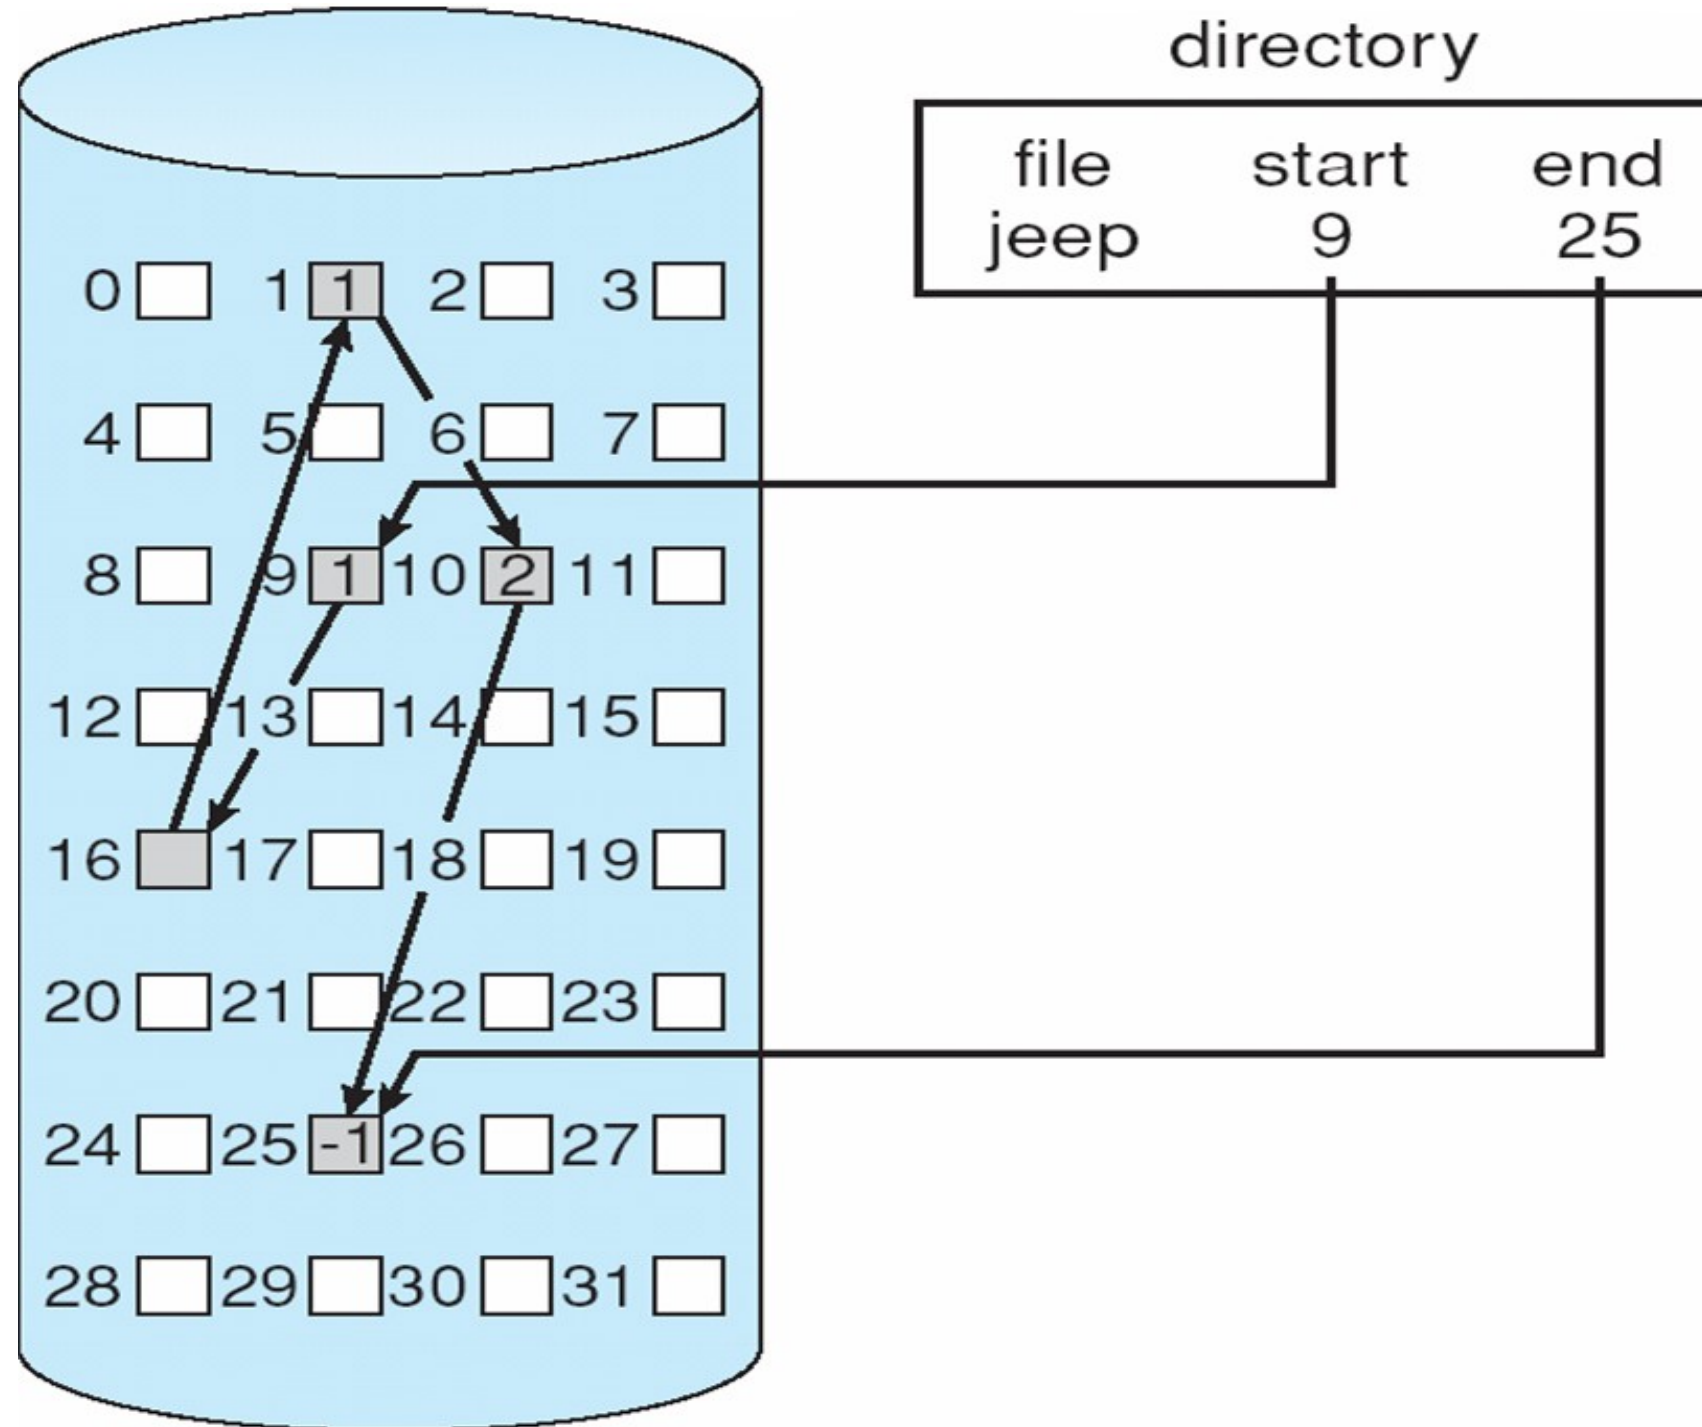 directory
file start end
jeep 9 25
0 1 1 2 3
4 5 6 7
8 9 1 10 2 11
12 13 14 15
16 17 18 19
20 21 22 23
24 25 -1 26 27
28 29 30 31